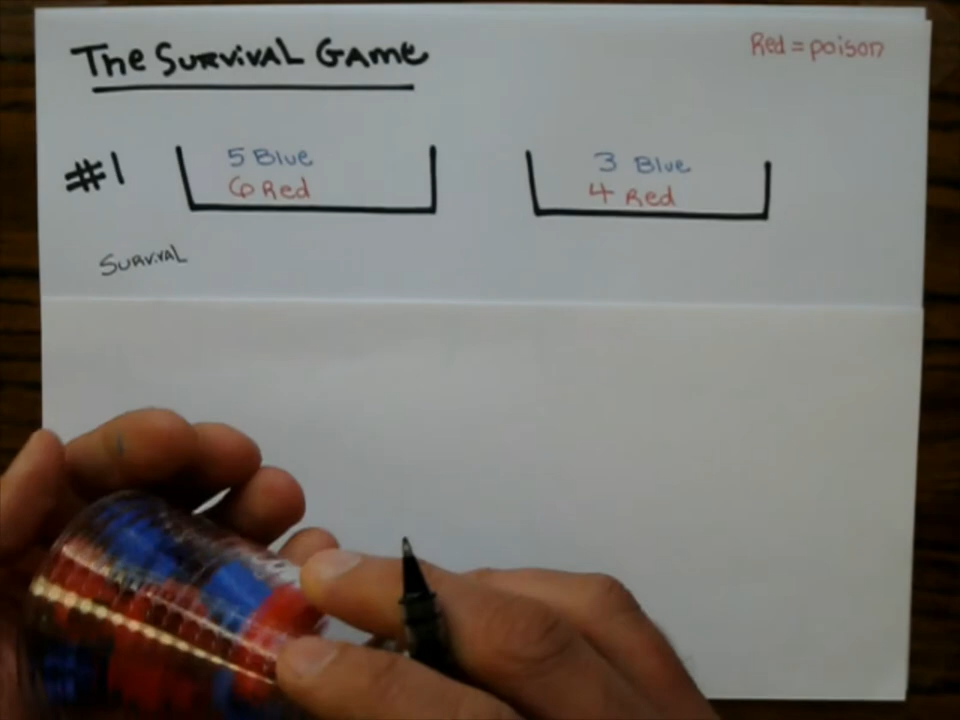 The Survival Game
Red = poison
#1
5 Blue
6 Red
3 Blue
4 Red
Survival